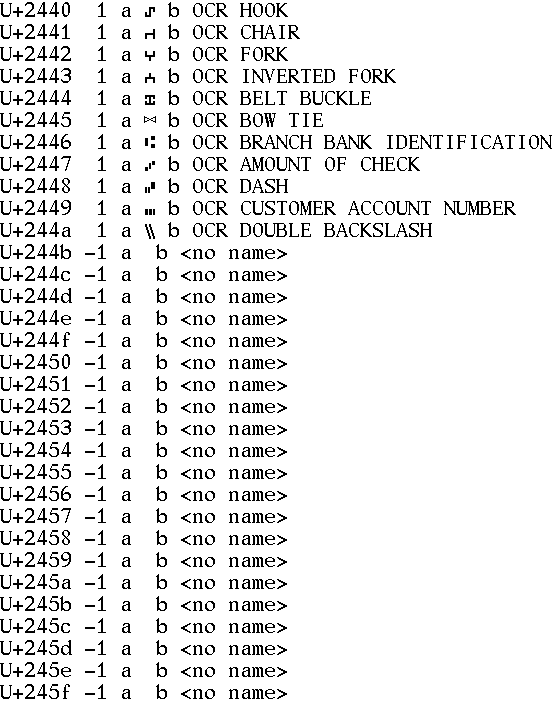 U+2440  1 a ⑀ b OCR HOOK
U+2441  1 a ⑁ b OCR CHAIR
U+2442  1 a ⑂ b OCR FORK
U+2443  1 a ⑃ b OCR INVERTED FORK
U+2444  1 a ⑄ b OCR BELT BUCKLE
U+2445  1 a ⑅ b OCR BOW TIE
U+2446  1 a ⑆ b OCR BRANCH BANK IDENTIFICATION
U+2447  1 a ⑇ b OCR AMOUNT OF CHECK
U+2448  1 a ⑈ b OCR DASH
U+2449  1 a ⑉ b OCR CUSTOMER ACCOUNT NUMBER
U+244a  1 a ⑊ b OCR DOUBLE BACKSLASH
U+244b -1 a  b <no name>
U+244c -1 a  b <no name>
U+244d -1 a  b <no name>
U+244e -1 a  b <no name>
U+244f -1 a  b <no name>
U+2450 -1 a  b <no name>
U+2451 -1 a  b <no name>
U+2452 -1 a  b <no name>
U+2453 -1 a  b <no name>
U+2454 -1 a  b <no name>
U+2455 -1 a  b <no name>
U+2456 -1 a  b <no name>
U+2457 -1 a  b <no name>
U+2458 -1 a  b <no name>
U+2459 -1 a  b <no name>
U+245a -1 a  b <no name>
U+245b -1 a  b <no name>
U+245c -1 a  b <no name>
U+245d -1 a  b <no name>
U+245e -1 a  b <no name>
U+245f -1 a  b <no name>